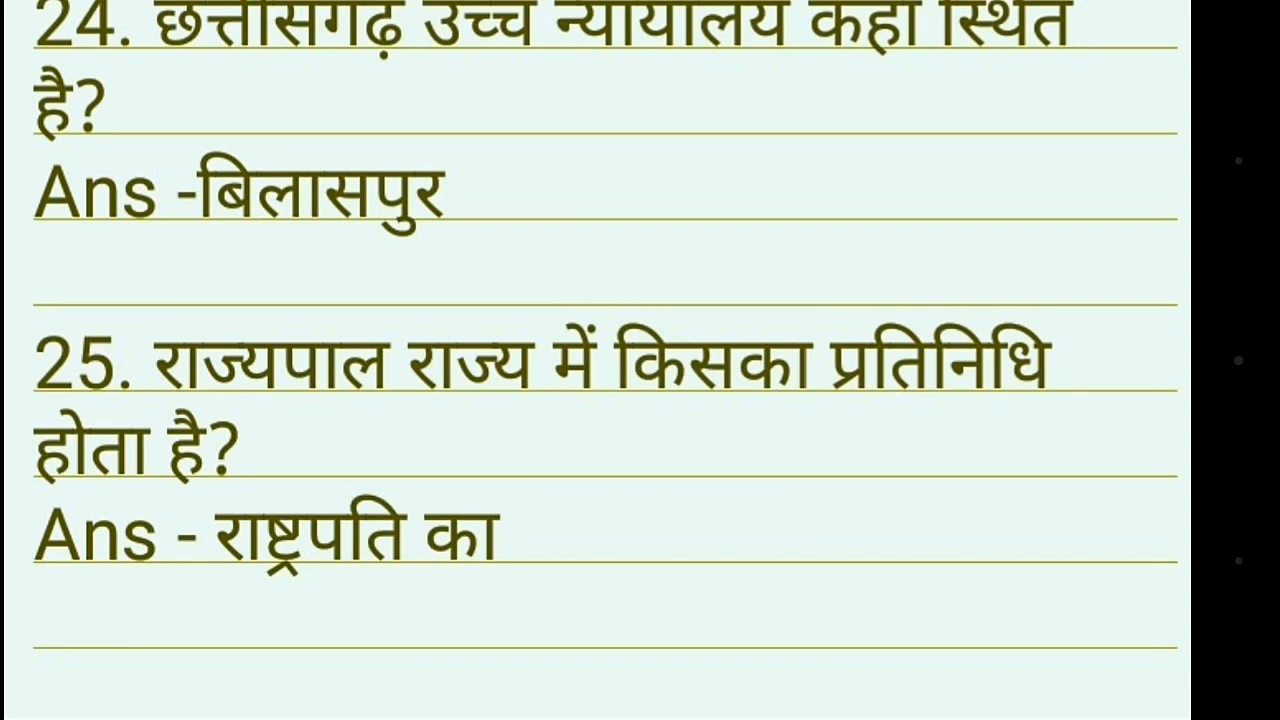 24. छत्तीसगढ़ उच्च न्यायालय कहां स्थित
है?
Ans -बिलासपुर
25. राज्यपाल राज्य में किसका प्रतिनिधि
होता है?
Ans - राष्ट्रपति का